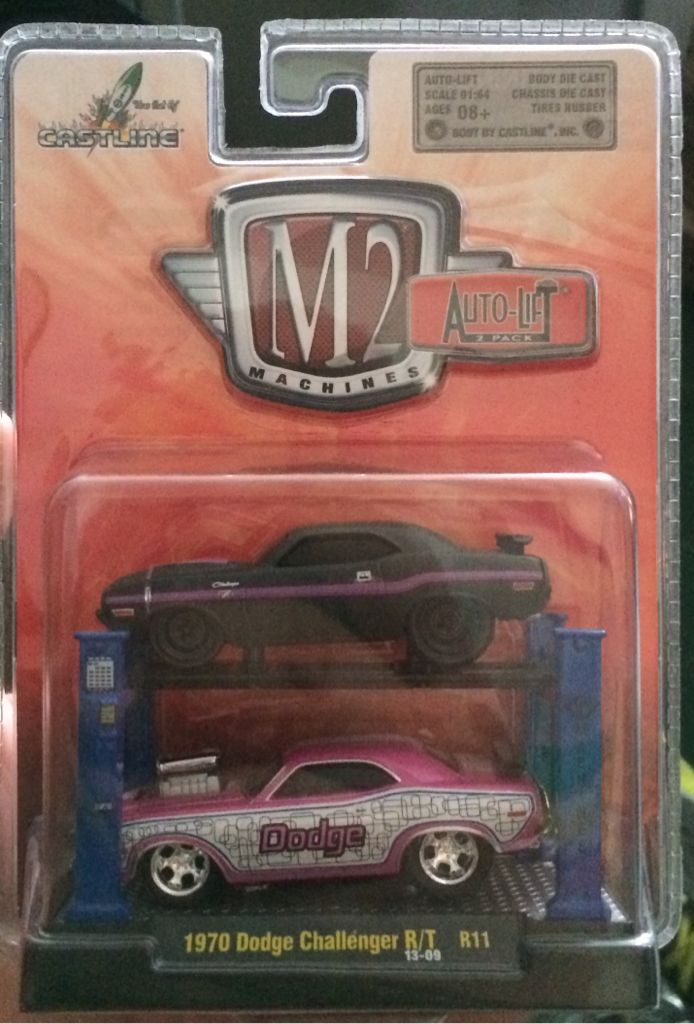 The Art Of
CASTLINE®
AUTO-LIFT BODY DIE CAST
SCALE 01:64 CHASSIS DIE CAST
AGES 08+ TIRES RUBBER
BODY BY CASTLINE®, INC.
M2
MACHINES
AUTO-LIFT
2 PACK
Challenger
Dodge
1970 Dodge Challenger R/T R11
13-09